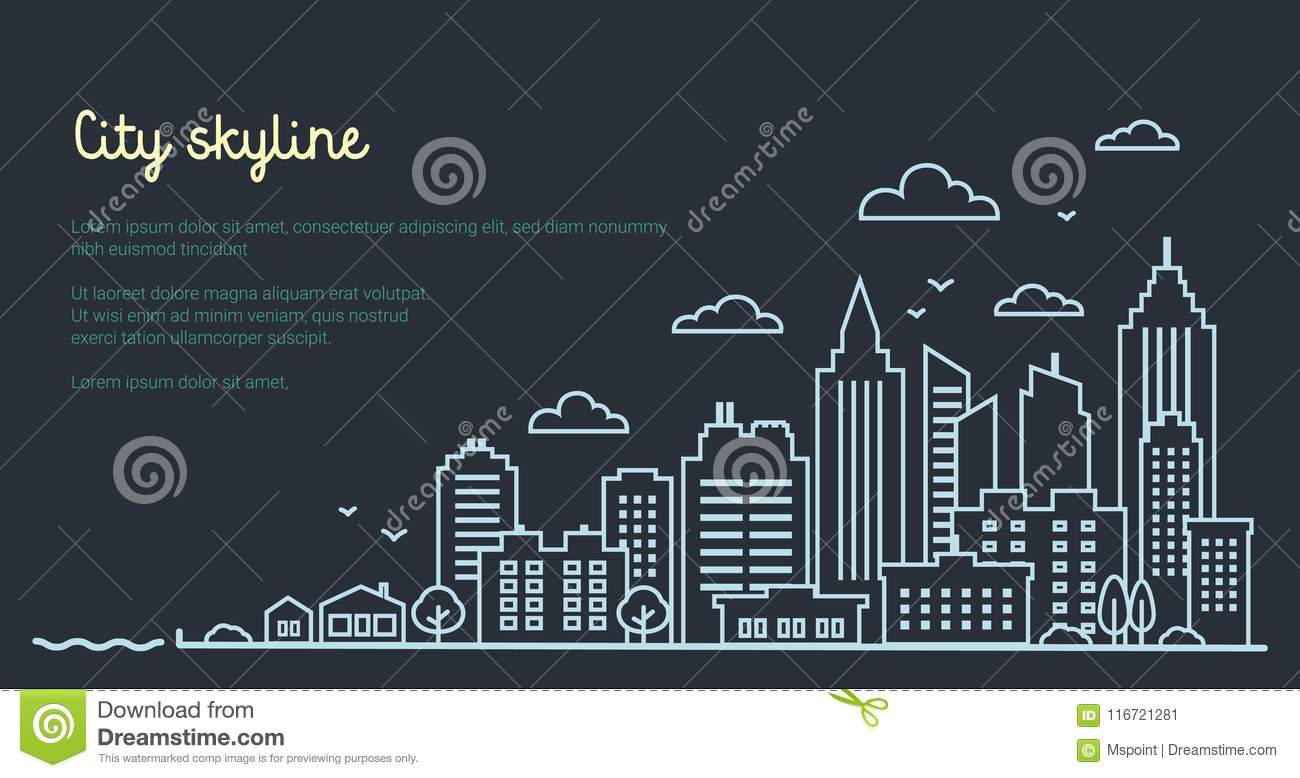 City skyline
Lorem ipsum dolor sit amet, consectetuer adipiscing elit, sed diam nonummy
nibh euismod tincidunt
Ut laoreet dolore magna aliquam erat volutpat.
Ut wisi enim ad minim veniam, quis nostrud
exerci tation ullamcorper suscipit.
Lorem ipsum dolor sit amet,
dreamstime
dreamstime
dreamstime
dreamstime
dreamstime
Download from
Dreamstime.com
This watermarked comp image is for previewing purposes only.
ID 116721281
© Mspoint | Dreamstime.com